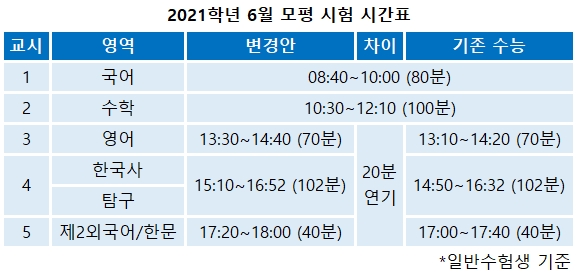 2021학년 6월 모평 시험 시간표
교시 영역 변경안 차이 기존 수능
1 국어 08:40~10:00 (80분)
2 수학 10:30~12:10 (100분)
3 영어 13:30~14:40 (70분) 20분 연기 13:10~14:20 (70분)
4 한국사 15:10~16:52 (102분) 14:50~16:32 (102분)
탐구
5 제2외국어/한문 17:20~18:00 (40분) 17:00~17:40 (40분)
*일반수험생 기준